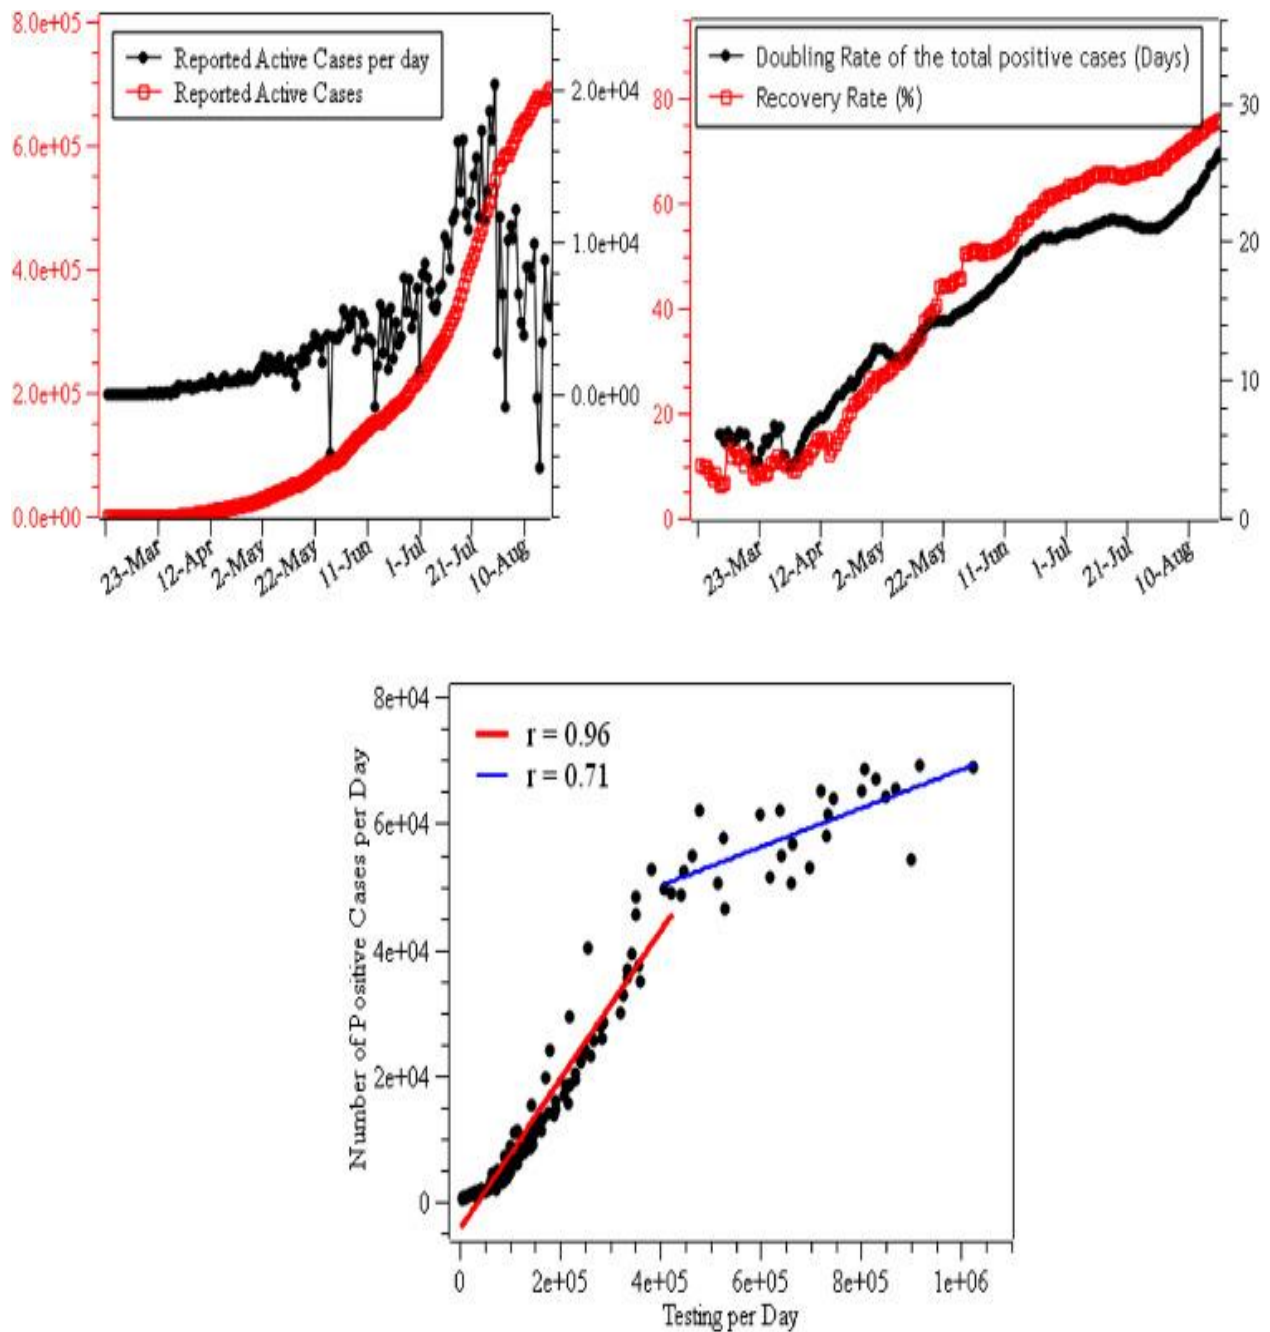 8.0e+05
6.0e+05
4.0e+05
2.0e+05
0.0e+00
Reported Active Cases per day
Reported Active Cases
2.0e+04
1.0e+04
0.0e+00
23-Mar
12-Apr
2-May
22-May
11-Jun
1-Jul
21-Jul
10-Aug
80
60
40
20
0
Doubling Rate of the total positive cases (Days)
Recovery Rate (%)
30
20
10
0
23-Mar
12-Apr
2-May
22-May
11-Jun
1-Jul
21-Jul
10-Aug
Number of Positive Cases per Day
8e+04
6e+04
4e+04
2e+04
0
r = 0.96
r = 0.71
0
2e+05
4e+05
6e+05
8e+05
1e+06
Testing per Day